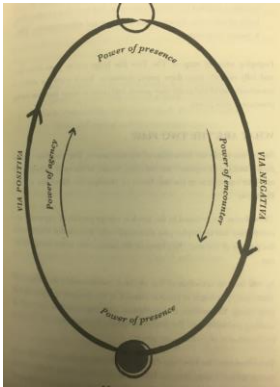 Power of presence
VIA POSITIVA
Power of agency
Power of encounter
VIA NEGATIVA
Power of presence